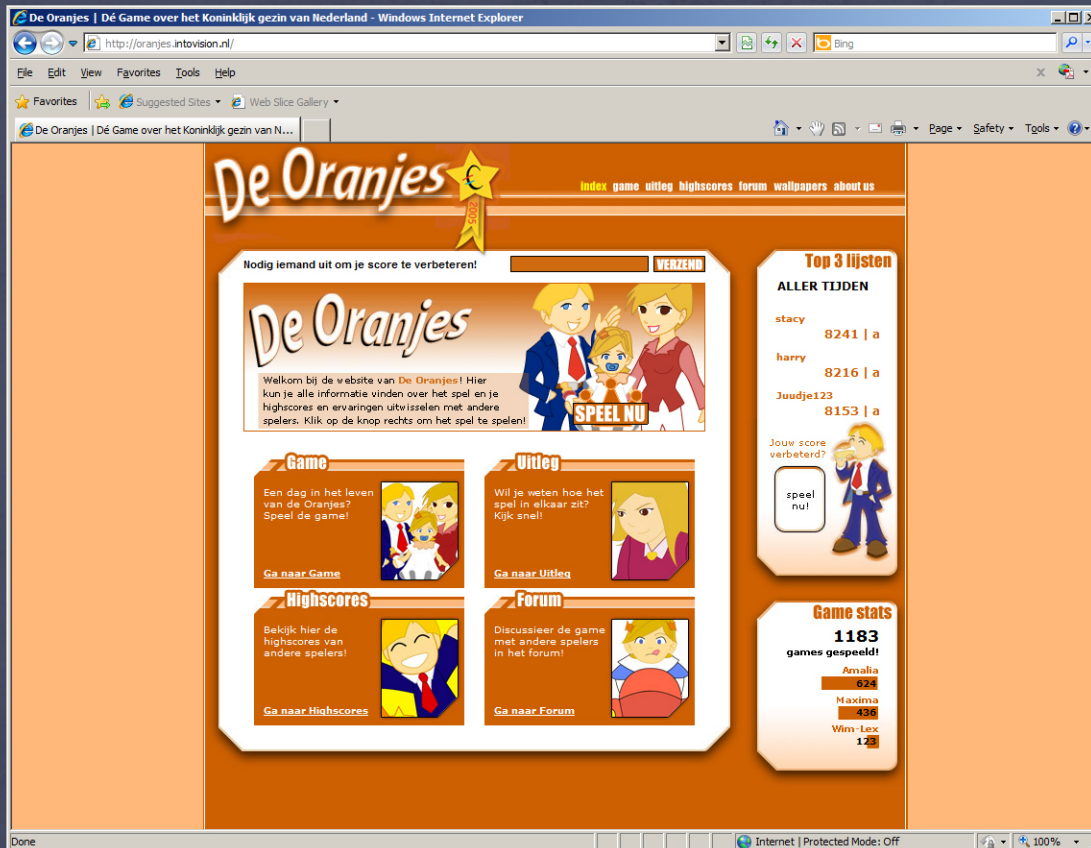 De Oranjes | Dé Game over het Koninklijk gezin van Nederland - Windows Internet Explorer
http://oranjes.intovision.nl/
Bing
File Edit View Favorites Tools Help
Favorites Suggested Sites Web Slice Gallery
De Oranjes | Dé Game over het Koninklijk gezin van N...
Page Safety Tools
De Oranjes
€
2005
index game uitleg highscores forum wallpapers about us
Nodig iemand uit om je score te verbeteren!
VERZEND
De Oranjes
Welkom bij de website van De Oranjes! Hier
kun je alle informatie vinden over het spel en je
highscores en ervaringen uitwisselen met andere
spelers. Klik op de knop rechts om het spel te spelen!
SPEEL NU
Game
Een dag in het leven
van de Oranjes?
Speel de game!
Ga naar Game
Uitleg
Wil je weten hoe het
spel in elkaar zit?
Kijk snel!
Ga naar Uitleg
Highscores
Bekijk hier de
highscores van
andere spelers!
Ga naar Highscores
Forum
Discussieer de game
met andere spelers
in het forum!
Ga naar Forum
Top 3 lijsten
ALLER TIJDEN
stacy
8241 | a
harry
8216 | a
Juudje123
8153 | a
Jouw score
verbeterd?
speel
nu!
Game stats
1183
games gespeeld!
Amalia
624
Maxima
436
Wim-Lex
123
Done
Internet | Protected Mode: Off
100%